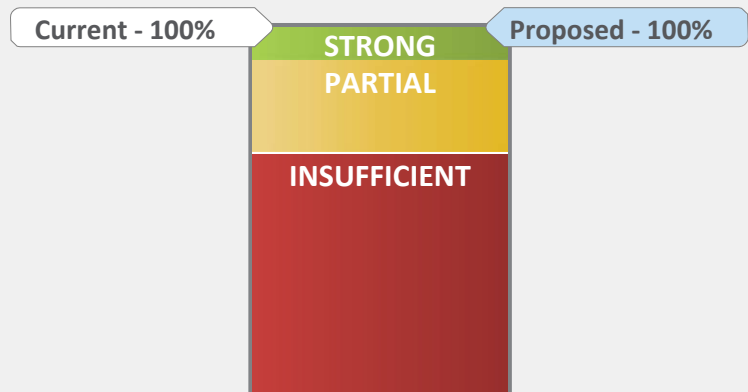 Current - 100%
STRONG
Proposed - 100%
PARTIAL
INSUFFICIENT